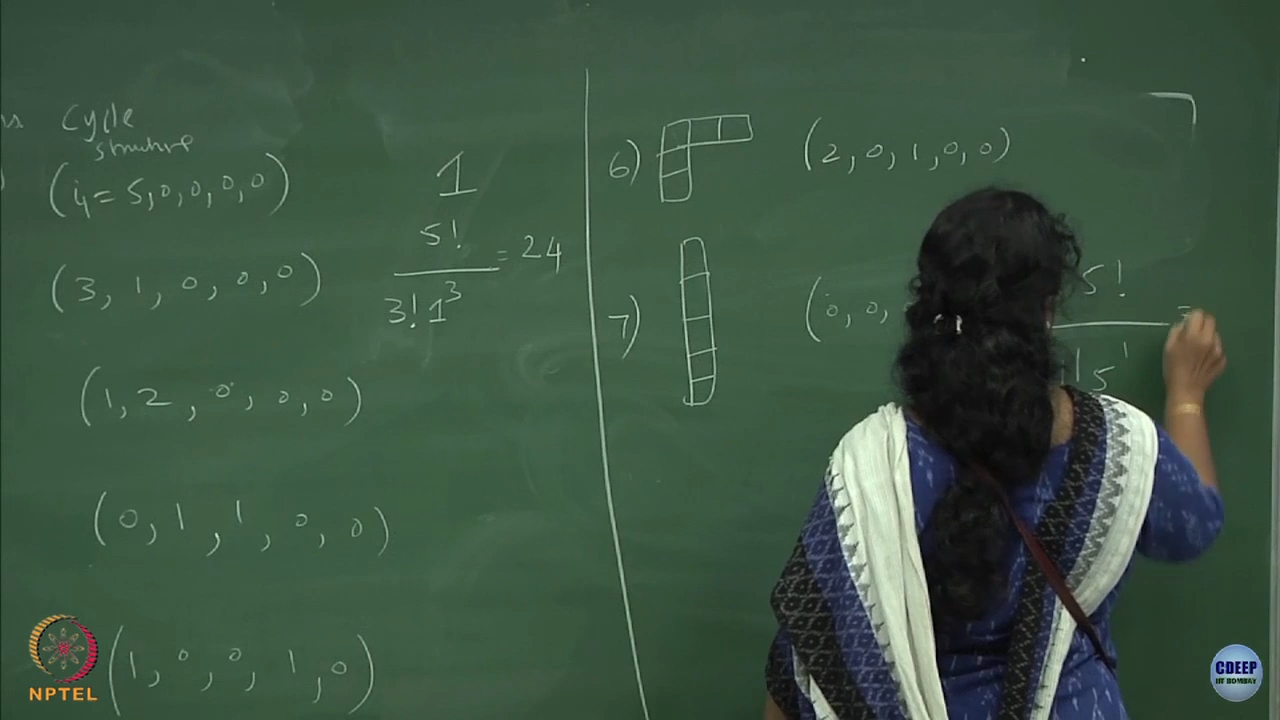 Cycle
structure
(i₁ = 5, 0, 0, 0, 0) 1
(3, 1, 0, 0, 0) 5! / 3! 1³ = 24
(1, 2, 0, 0, 0)
(0, 1, 1, 0, 0)
(1, 0, 0, 1, 0)
6) (2, 0, 1, 0, 0)
7) (0, 0, 5! / 1 5¹ =
NPTEL
CDEEP
IIT BOMBAY